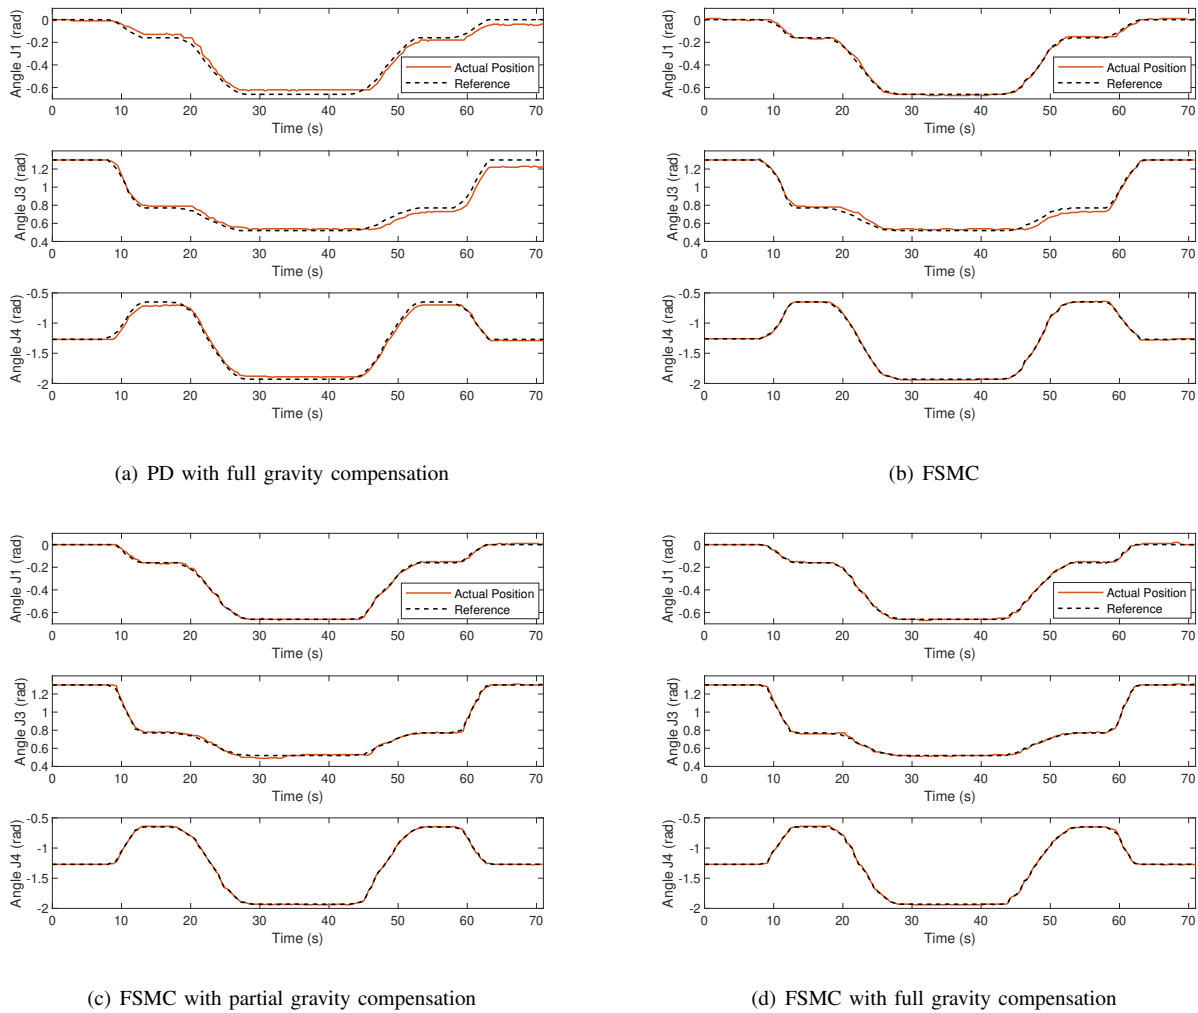 0
-0.2
-0.4
-0.6
Angle J1 (rad)
Actual Position
Reference
0 10 20 30 40 50 60 70
Time (s)
1.2
1
0.8
0.6
0.4
Angle J3 (rad)
0 10 20 30 40 50 60 70
Time (s)
-0.5
-1
-1.5
-2
Angle J4 (rad)
0 10 20 30 40 50 60 70
Time (s)
(a) PD with full gravity compensation
0
-0.2
-0.4
-0.6
Angle J1 (rad)
Actual Position
Reference
0 10 20 30 40 50 60 70
Time (s)
1.2
1
0.8
0.6
0.4
Angle J3 (rad)
0 10 20 30 40 50 60 70
Time (s)
-0.5
-1
-1.5
-2
Angle J4 (rad)
0 10 20 30 40 50 60 70
Time (s)
(b) FSMC
0
-0.2
-0.4
-0.6
Angle J1 (rad)
Actual Position
Reference
0 10 20 30 40 50 60 70
Time (s)
1.2
1
0.8
0.6
0.4
Angle J3 (rad)
0 10 20 30 40 50 60 70
Time (s)
-0.5
-1
-1.5
-2
Angle J4 (rad)
0 10 20 30 40 50 60 70
Time (s)
(c) FSMC with partial gravity compensation
0
-0.2
-0.4
-0.6
Angle J1 (rad)
Actual Position
Reference
0 10 20 30 40 50 60 70
Time (s)
1.2
1
0.8
0.6
0.4
Angle J3 (rad)
0 10 20 30 40 50 60 70
Time (s)
-0.5
-1
-1.5
-2
Angle J4 (rad)
0 10 20 30 40 50 60 70
Time (s)
(d) FSMC with full gravity compensation